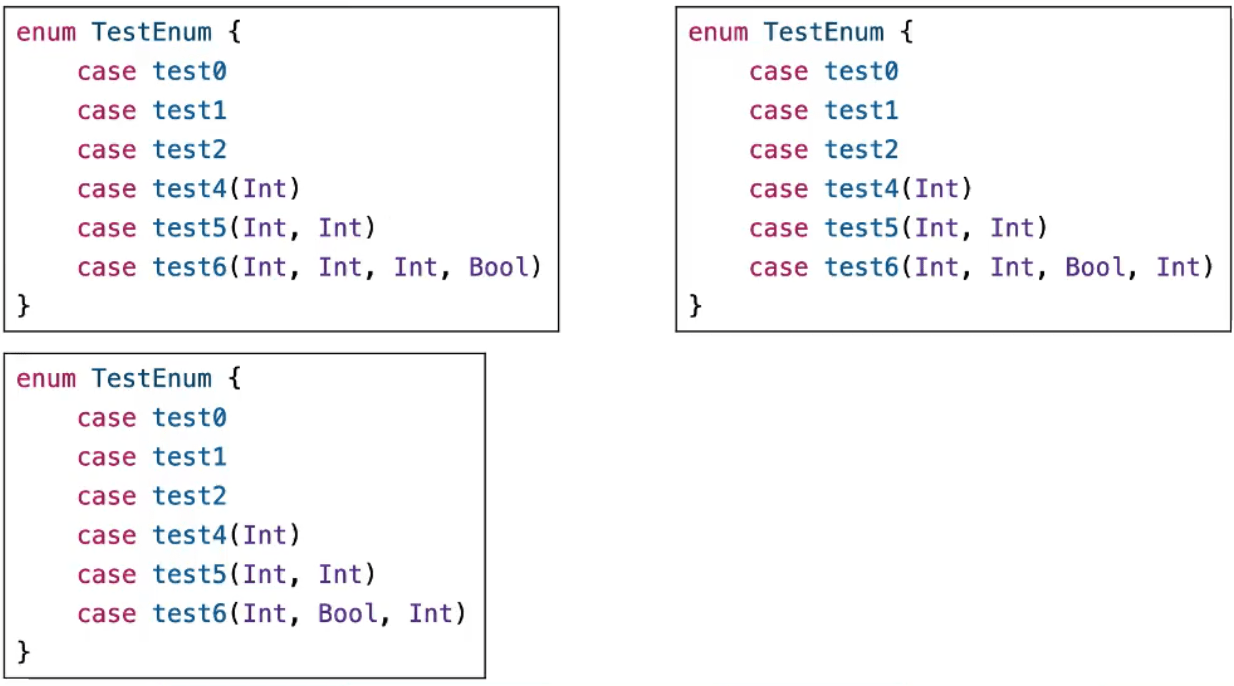 enum TestEnum {
    case test0
    case test1
    case test2
    case test4(Int)
    case test5(Int, Int)
    case test6(Int, Int, Int, Bool)
}
enum TestEnum {
    case test0
    case test1
    case test2
    case test4(Int)
    case test5(Int, Int)
    case test6(Int, Int, Bool, Int)
}
enum TestEnum {
    case test0
    case test1
    case test2
    case test4(Int)
    case test5(Int, Int)
    case test6(Int, Bool, Int)
}